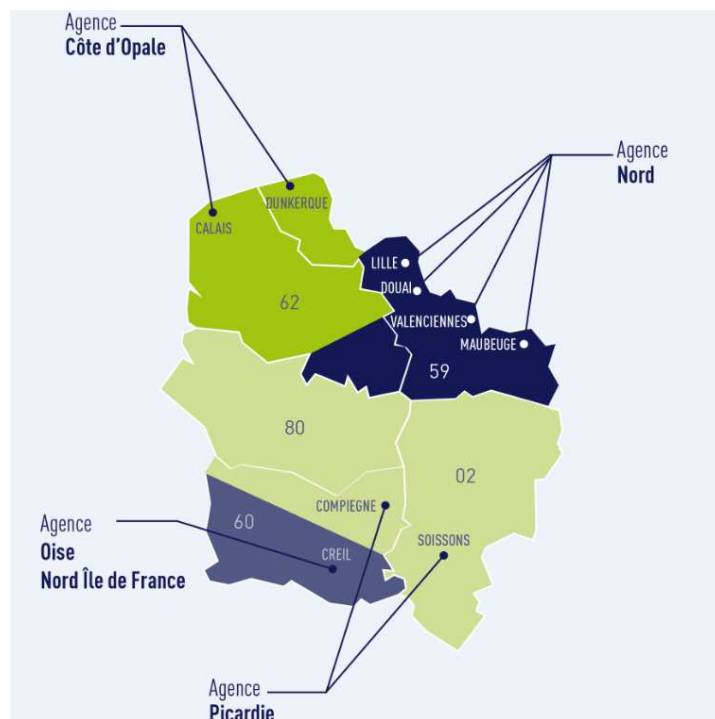 Agence
Côte d'Opale
Agence
Nord
DUNKERQUE
CALAIS
LILLE
DOUAI
62
VALENCIENNES
MAUBEUGE
59
80
02
COMPIEGNE
60
Agence
Oise
Nord Île de France
SOISSONS
CREIL
Agence
Picardie